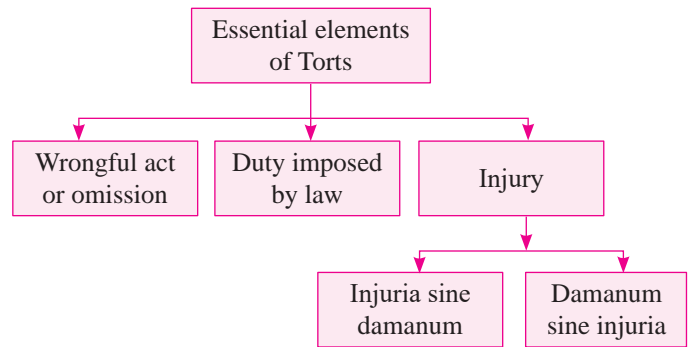 Essential elements
of Torts
Wrongful act
or omission
Duty imposed
by law
Injury
Injuria sine
damanum
Damanum
sine injuria